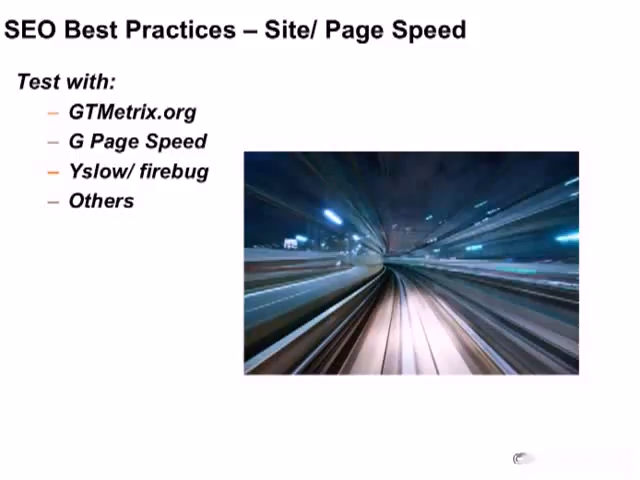 SEO Best Practices – Site/ Page Speed
Test with:
– GTMetrix.org
– G Page Speed
– Yslow/ firebug
– Others